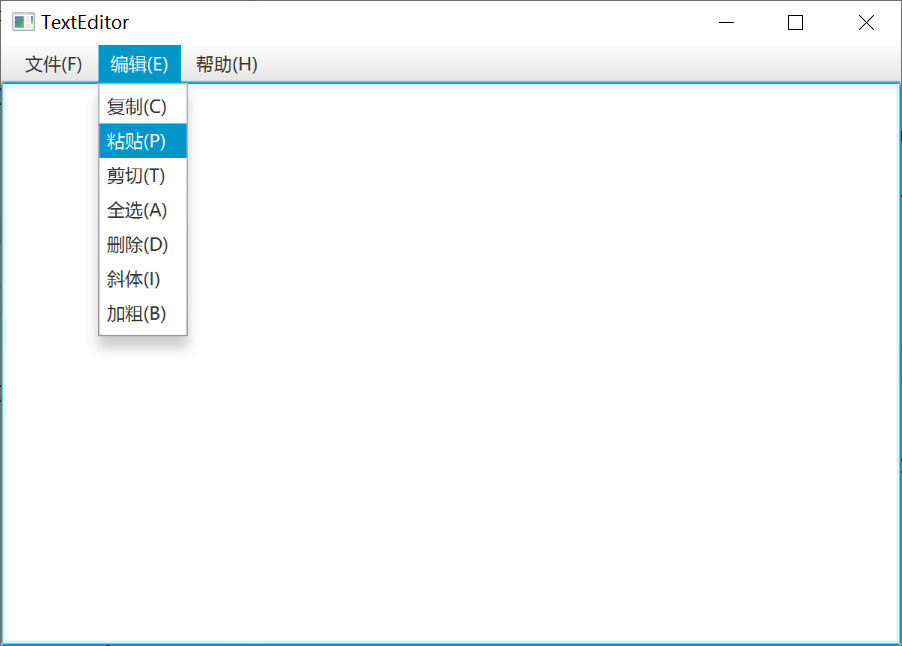 TextEditor
文件(F) 编辑(E) 帮助(H)
复制(C)
粘贴(P)
剪切(T)
全选(A)
删除(D)
斜体(I)
加粗(B)